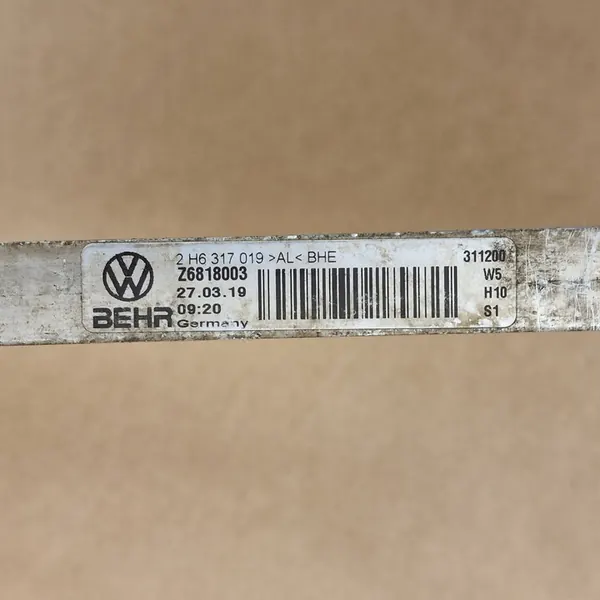 2 H6 317 019 >AL< BHE 311200
Z6818003 W5
27.03.19 H10
BEHR 09:20 S1
Germany